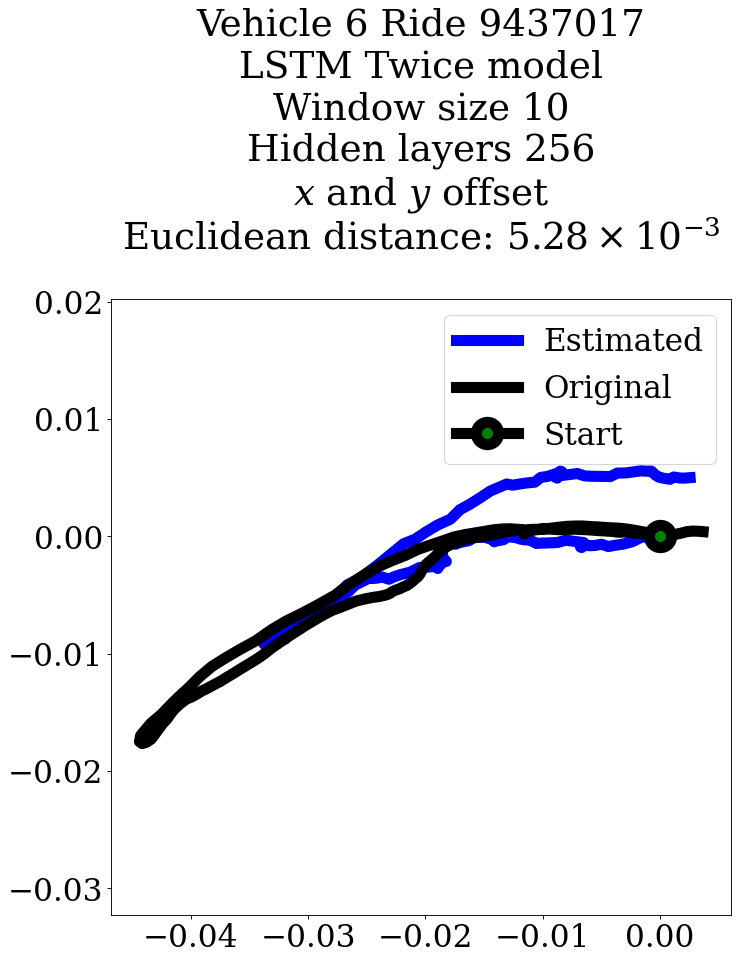 Vehicle 6 Ride 9437017
LSTM Twice model
Window size 10
Hidden layers 256
x and y offset
Euclidean distance: 5.28 × 10⁻³
0.02
0.01
0.00
−0.01
−0.02
−0.03
Estimated
Original
Start
−0.04 −0.03 −0.02 −0.01 0.00